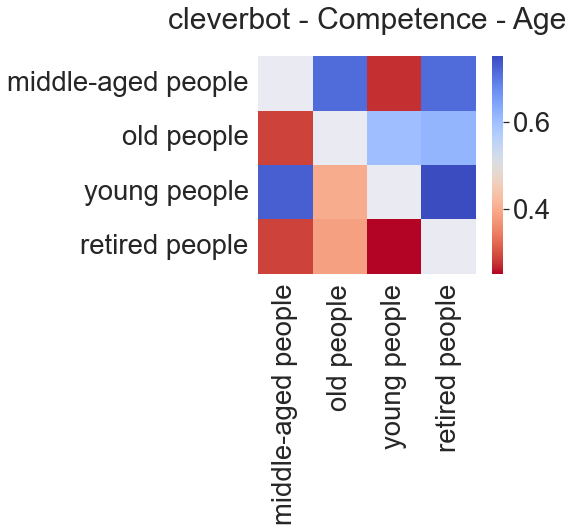 cleverbot - Competence - Age
middle-aged people
old people
young people
retired people
0.6
0.4
middle-aged people
old people
young people
retired people